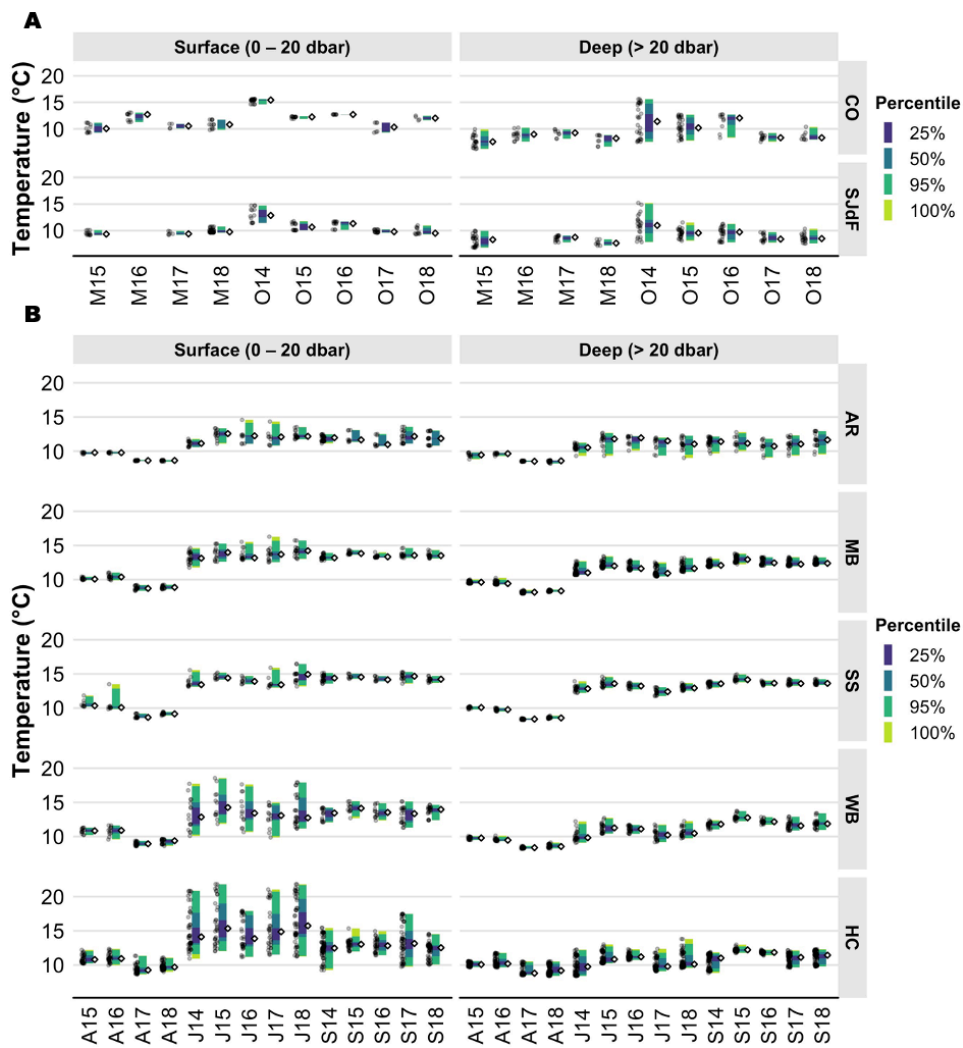 A
Surface (0 – 20 dbar)
Deep (> 20 dbar)
Temperature (°C)
20
15
10
CO
20
15
10
SJdF
M15
M16
M17
M18
O14
O15
O16
O17
O18
M15
M16
M17
M18
O14
O15
O16
O17
O18
Percentile
25%
50%
95%
100%
B
Surface (0 – 20 dbar)
Deep (> 20 dbar)
Temperature (°C)
20
15
10
AR
20
15
10
MB
20
15
10
SS
20
15
10
WB
20
15
10
HC
A15
A16
A17
A18
J14
J15
J16
J17
J18
S14
S15
S16
S17
S18
A15
A16
A17
A18
J14
J15
J16
J17
J18
S14
S15
S16
S17
S18
Percentile
25%
50%
95%
100%